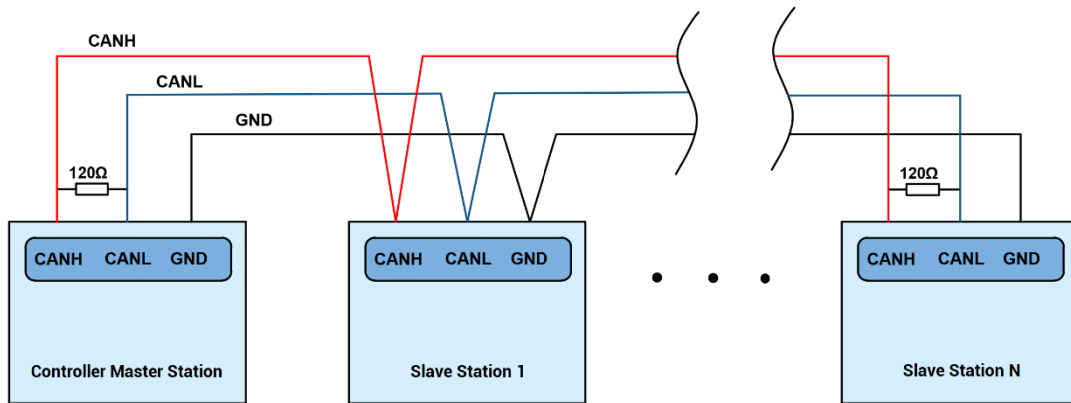 CANH
CANL
GND
120Ω
120Ω
CANH CANL GND
CANH CANL GND
CANH CANL GND
Controller Master Station
Slave Station 1
Slave Station N